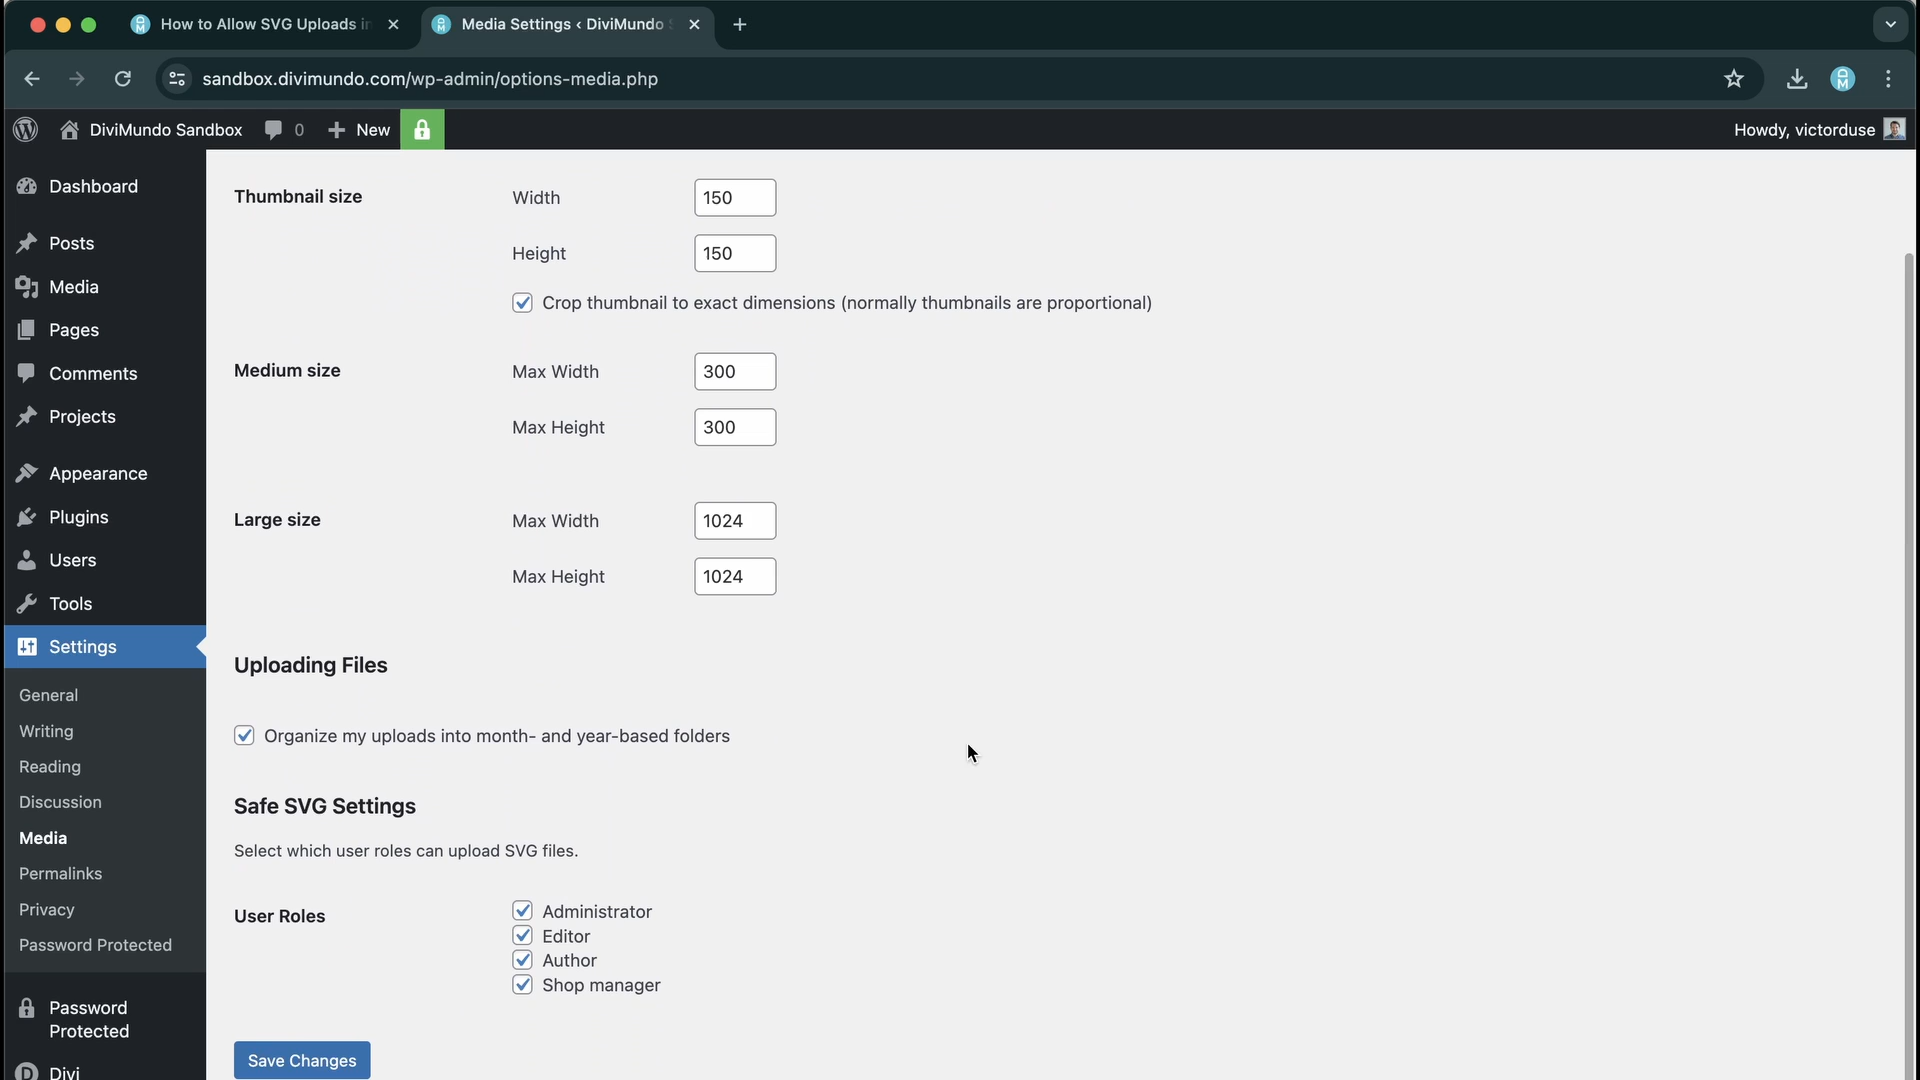 How to Allow SVG Uploads in
Media Settings ‹ DiviMundo
sandbox.divimundo.com/wp-admin/options-media.php
DiviMundo Sandbox 0 New
Howdy, victorduse
Dashboard
Posts
Media
Pages
Comments
Projects
Appearance
Plugins
Users
Tools
Settings
General
Writing
Reading
Discussion
Media
Permalinks
Privacy
Password Protected
Password
Protected
Divi
Thumbnail size Width 150
Height 150
Crop thumbnail to exact dimensions (normally thumbnails are proportional)
Medium size Max Width 300
Max Height 300
Large size Max Width 1024
Max Height 1024
Uploading Files
Organize my uploads into month- and year-based folders
Safe SVG Settings
Select which user roles can upload SVG files.
User Roles Administrator
Editor
Author
Shop manager
Save Changes